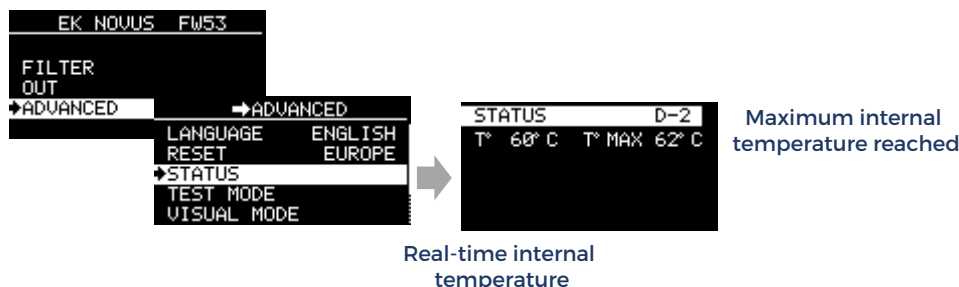 EK NOVUS FW53
FILTER
OUT
➔ADVANCED
➔ADVANCED
LANGUAGE ENGLISH
RESET EUROPE
➔STATUS
TEST MODE
VISUAL MODE
STATUS D-2
T° 60°C T° MAX 62°C
Maximum internal
temperature reached
Real-time internal
temperature